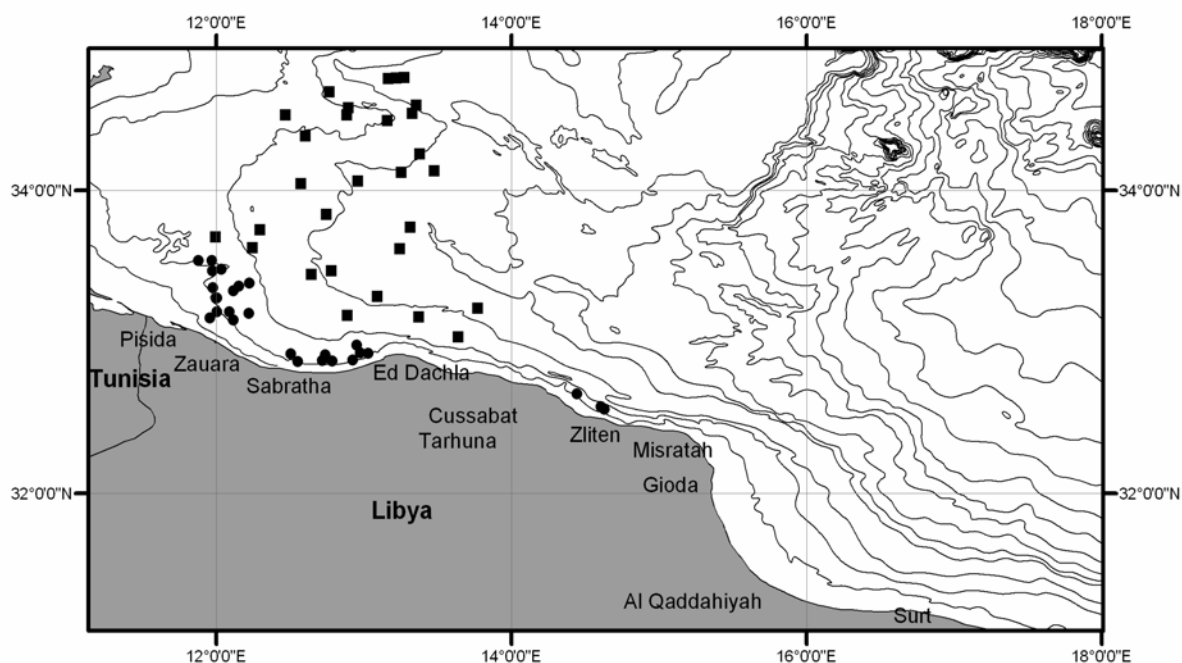 12°0'0"E 14°0'0"E 16°0'0"E 18°0'0"E
34°0'0"N 34°0'0"N
Pisida
Zauara
Tunisia
Sabratha
Ed Dachla
Cussabat
Tarhuna
Zliten
Misratah
Gioda
32°0'0"N 32°0'0"N
Libya
Al Qaddahiyah
Surt
12°0'0"E 14°0'0"E 16°0'0"E 18°0'0"E